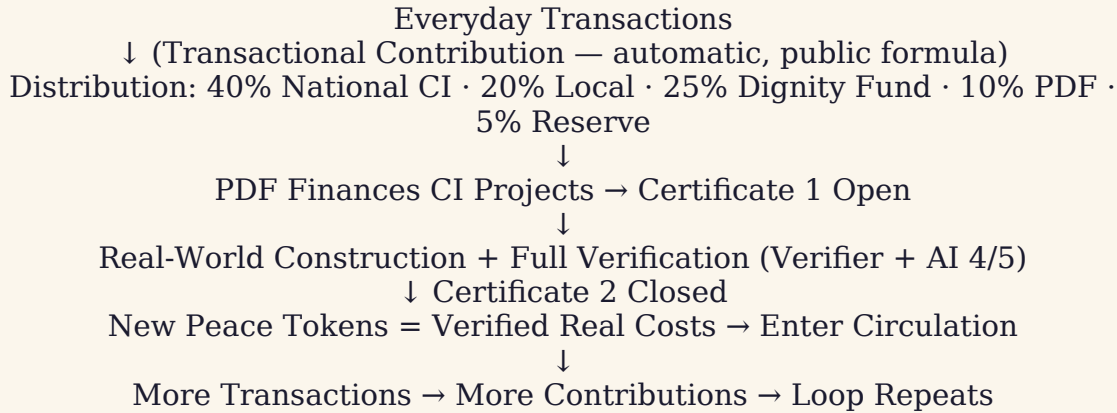 Everyday Transactions
↓ (Transactional Contribution — automatic, public formula)
Distribution: 40% National CI · 20% Local · 25% Dignity Fund · 10% PDF ·
5% Reserve
↓
PDF Finances CI Projects → Certificate 1 Open
↓
Real-World Construction + Full Verification (Verifier + AI 4/5)
↓ Certificate 2 Closed
New Peace Tokens = Verified Real Costs → Enter Circulation
↓
More Transactions → More Contributions → Loop Repeats